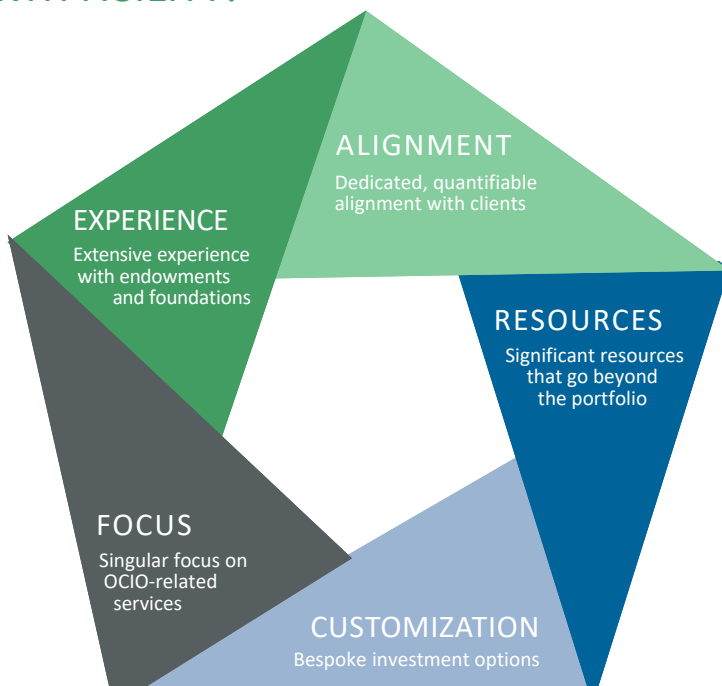 ALIGNMENT
Dedicated, quantifiable
alignment with clients
EXPERIENCE
Extensive experience
with endowments
and foundations
RESOURCES
Significant resources
that go beyond
the portfolio
FOCUS
Singular focus on
OCIO-related
services
CUSTOMIZATION
Bespoke investment options